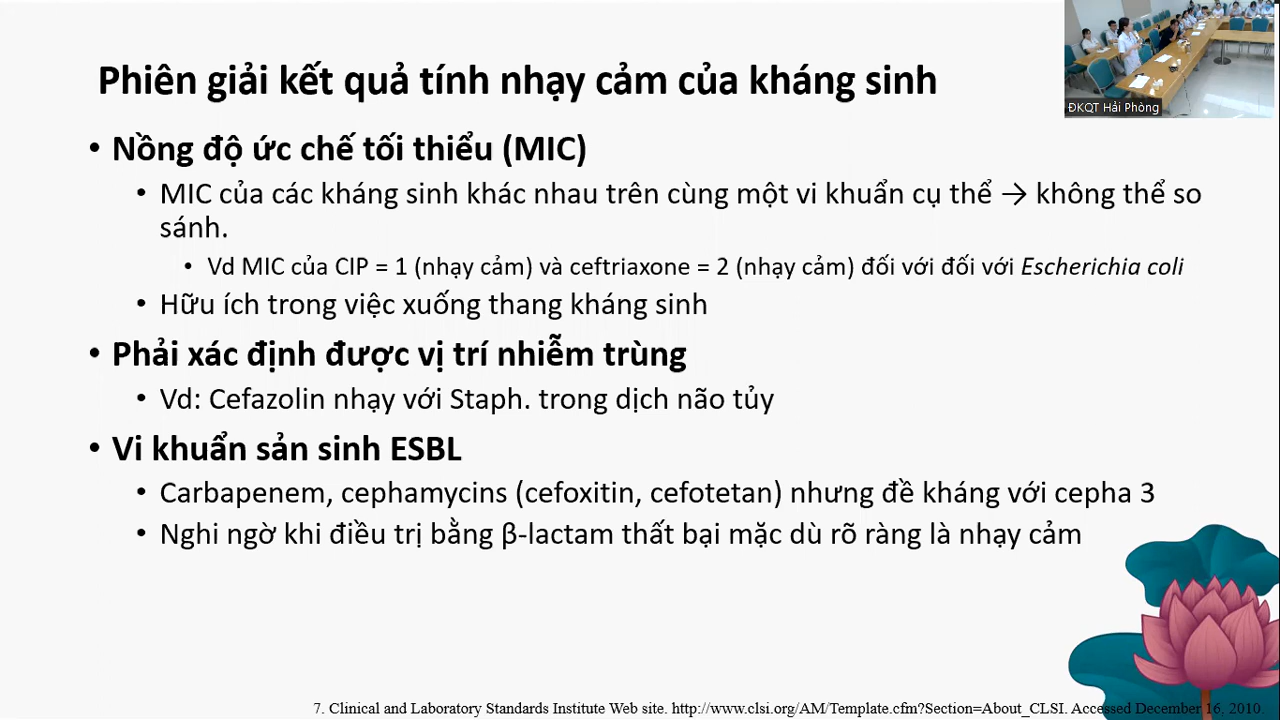 ĐKQT Hải Phòng
Phiên giải kết quả tính nhạy cảm của kháng sinh
• Nồng độ ức chế tối thiểu (MIC)
• MIC của các kháng sinh khác nhau trên cùng một vi khuẩn cụ thể → không thể so
sánh.
• Vd MIC của CIP = 1 (nhạy cảm) và ceftriaxone = 2 (nhạy cảm) đối với đối với Escherichia coli
• Hữu ích trong việc xuống thang kháng sinh
• Phải xác định được vị trí nhiễm trùng
• Vd: Cefazolin nhạy với Staph. trong dịch não tủy
• Vi khuẩn sản sinh ESBL
• Carbapenem, cephamycins (cefoxitin, cefotetan) nhưng đề kháng với cepha 3
• Nghi ngờ khi điều trị bằng β-lactam thất bại mặc dù rõ ràng là nhạy cảm
7. Clinical and Laboratory Standards Institute Web site. http://www.clsi.org/AM/Template.cfm?Section=About_CLSI. Accessed December 16, 2010.